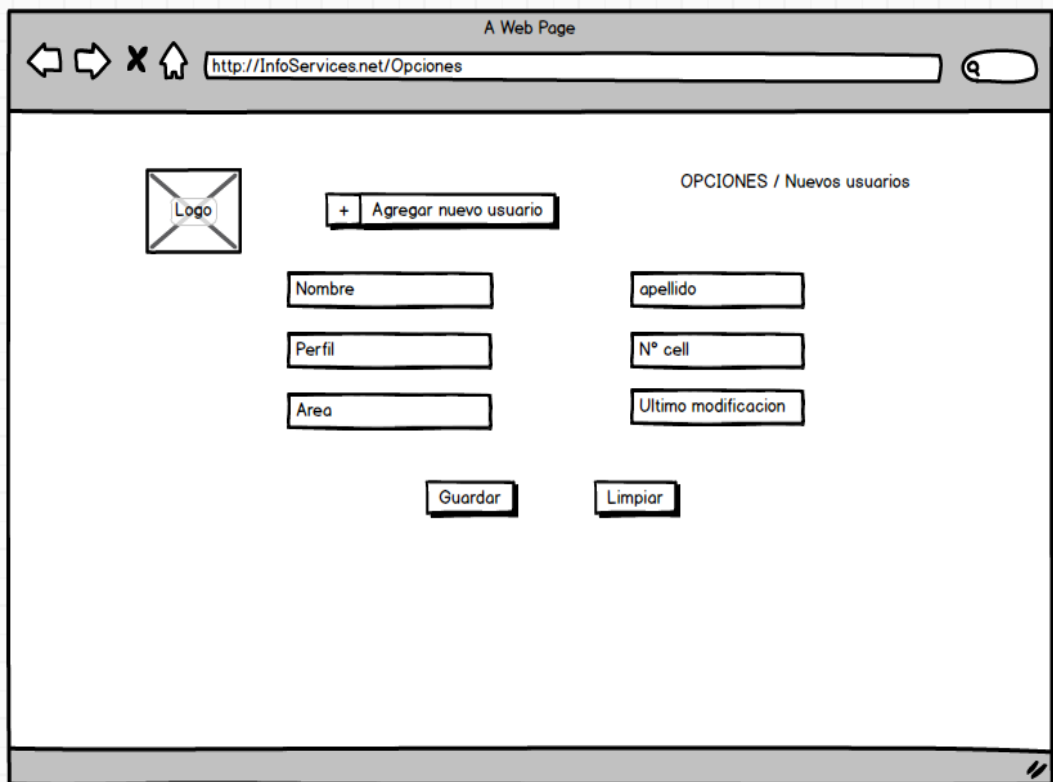 A Web Page
http://InfoServices.net/Opciones
OPCIONES / Nuevos usuarios
Logo
+ Agregar nuevo usuario
Nombre
apellido
Perfil
N° cell
Area
Ultimo modificacion
Guardar
Limpiar